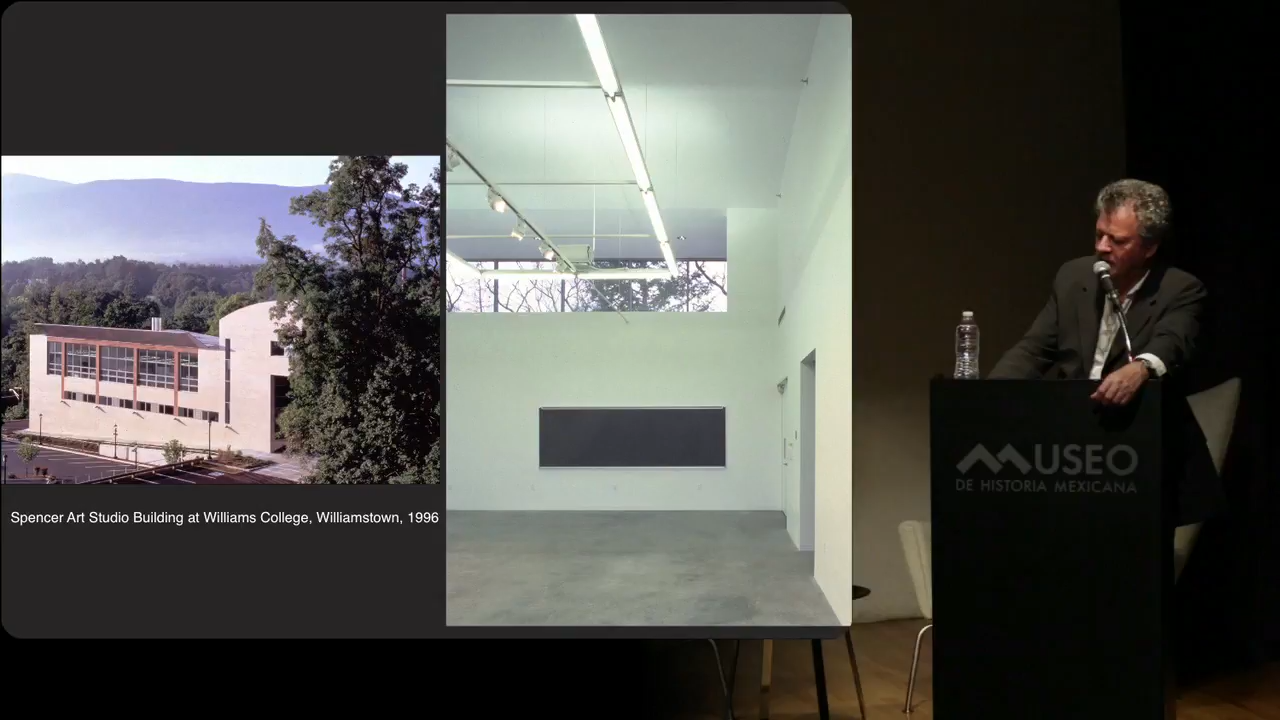 Spencer Art Studio Building at Williams College, Williamstown, 1996
MUSEO
DE HISTORIA MEXICANA